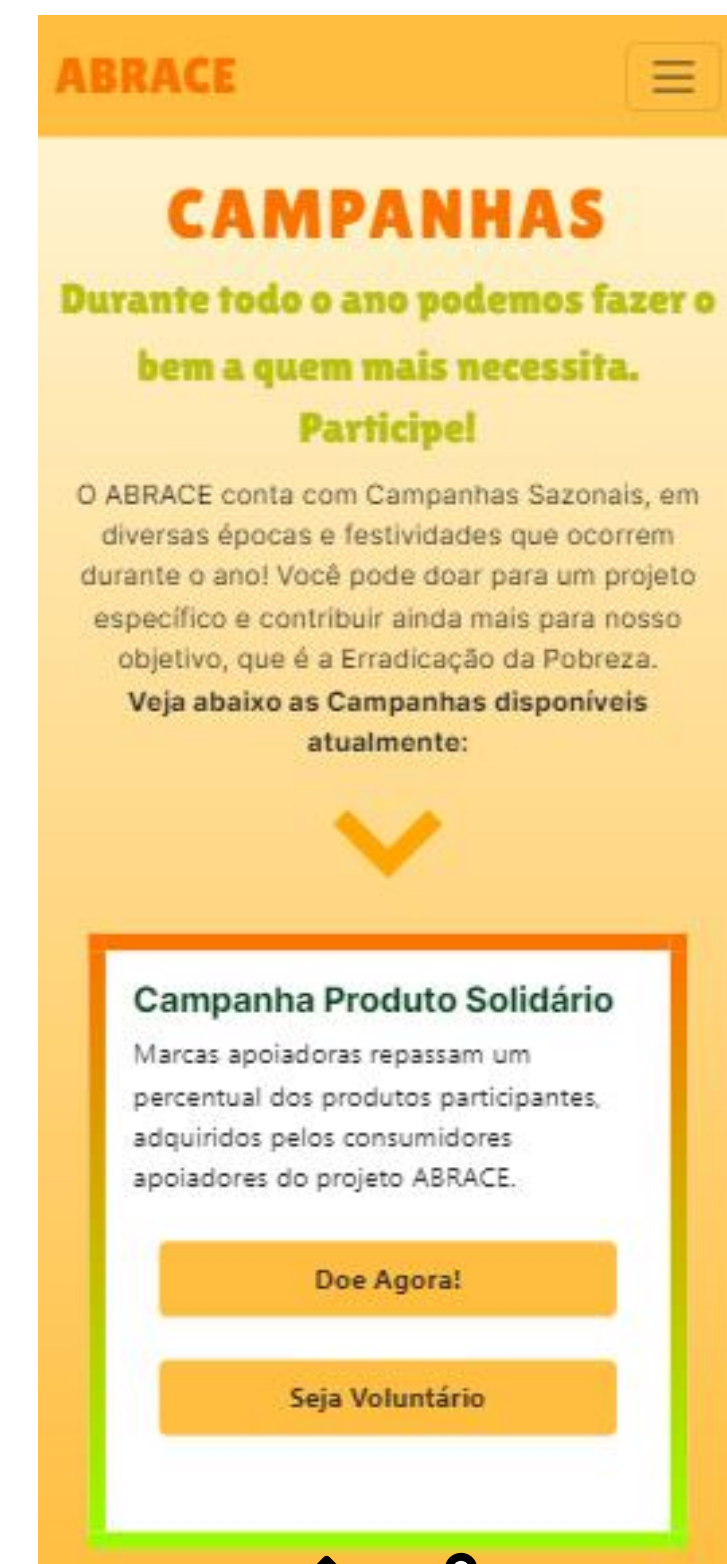 ABRACE
CAMPANHAS
Durante todo o ano podemos fazer o
bem a quem mais necessita.
Participe!
O ABRACE conta com Campanhas Sazonais, em
diversas épocas e festividades que ocorrem
durante o ano! Você pode doar para um projeto
específico e contribuir ainda mais para nosso
objetivo, que é a Erradicação da Pobreza.
Veja abaixo as Campanhas disponíveis
atualmente:
Campanha Produto Solidário
Marcas apoiadoras repassam um
percentual dos produtos participantes,
adquiridos pelos consumidores
apoiadores do projeto ABRACE.
Doe Agora!
Seja Voluntário